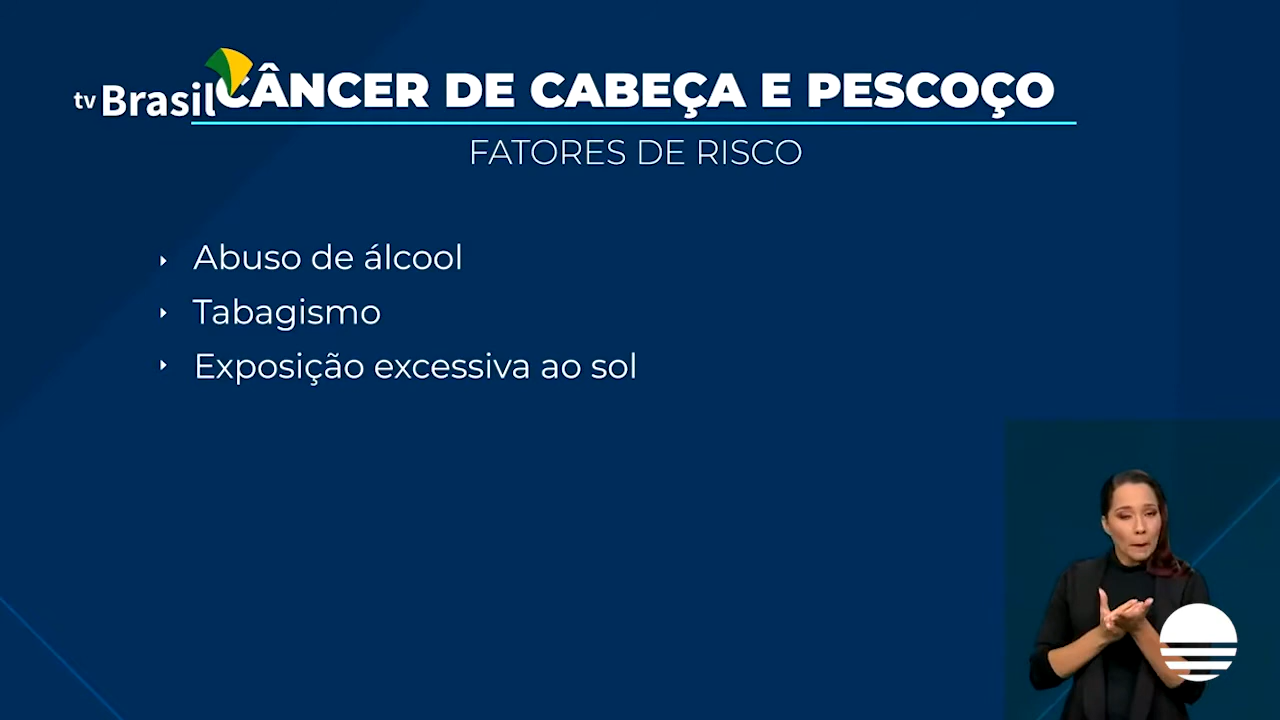 tv Brasil
CÂNCER DE CABEÇA E PESCOÇO
FATORES DE RISCO
Abuso de álcool
Tabagismo
Exposição excessiva ao sol